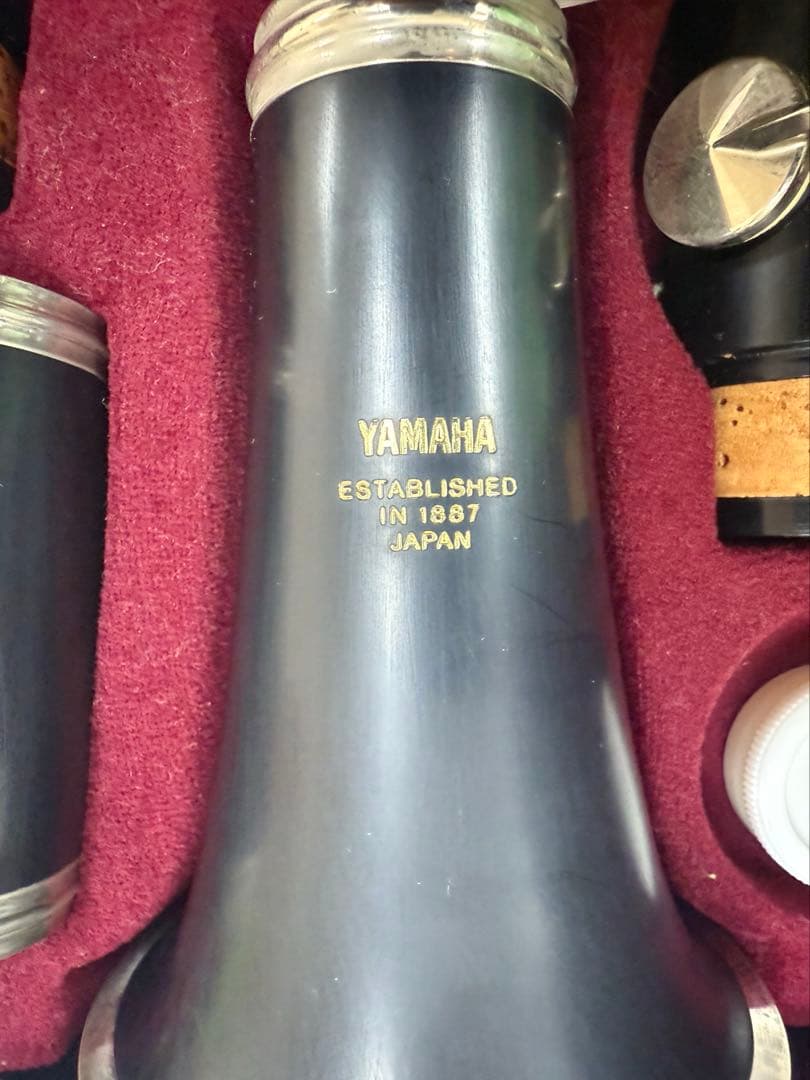 YAMAHA
ESTABLISHED
IN 1887
JAPAN